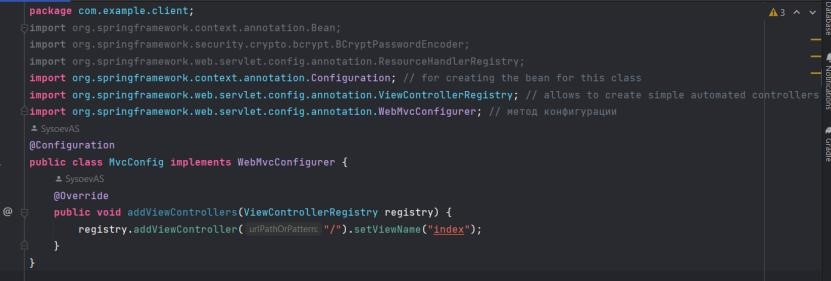 package com.example.client;
3
import org.springframework.context.annotation.Bean;
import org.springframework.security.crypto.bcrypt.BCryptPasswordEncoder;
import org.springframework.web.servlet.config.annotation.ResourceHandlerRegistry;
import org.springframework.context.annotation.Configuration; // for creating the bean for this class
import org.springframework.web.servlet.config.annotation.ViewControllerRegistry; // allows to create simple automated controllers
import org.springframework.web.servlet.config.annotation.WebMvcConfigurer; // метод конфигурации
SysoevAS
@Configuration
public class MvcConfig implements WebMvcConfigurer {
SysoevAS
@Override
@ public void addViewControllers(ViewControllerRegistry registry) {
registry.addViewController( urlPathOrPattern: "/").setViewName("index");
}
}
Database
Notifications
Gradle